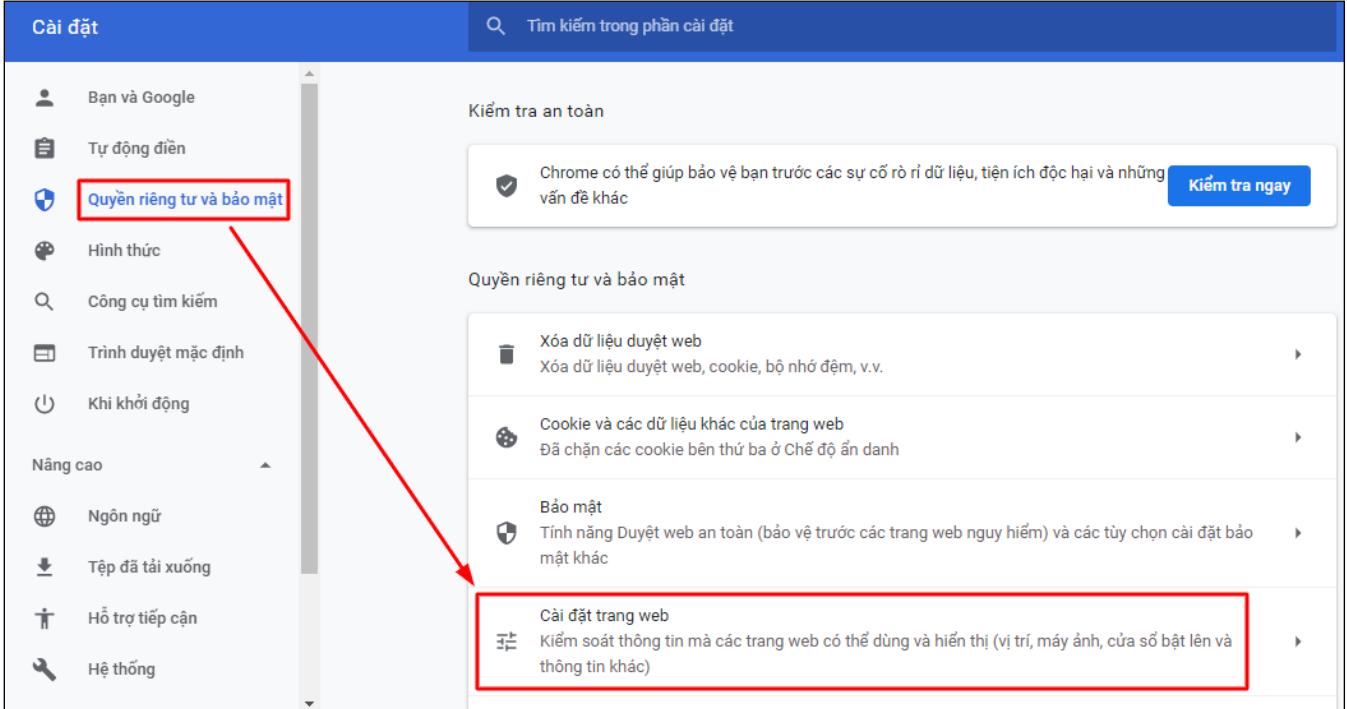 Cài đặt
Tìm kiếm trong phần cài đặt
Bạn và Google
Tự động điền
Quyền riêng tư và bảo mật
Hình thức
Công cụ tìm kiếm
Trình duyệt mặc định
Khi khởi động
Nâng cao
Ngôn ngữ
Tệp đã tải xuống
Hỗ trợ tiếp cận
Hệ thống
Kiểm tra an toàn
Chrome có thể giúp bảo vệ bạn trước các sự cố rò rỉ dữ liệu, tiện ích độc hại và những
vấn đề khác
Kiểm tra ngay
Quyền riêng tư và bảo mật
Xóa dữ liệu duyệt web
Xóa dữ liệu duyệt web, cookie, bộ nhớ đệm, v.v.
Cookie và các dữ liệu khác của trang web
Đã chặn các cookie bên thứ ba ở Chế độ ẩn danh
Bảo mật
Tính năng Duyệt web an toàn (bảo vệ trước các trang web nguy hiểm) và các tùy chọn cài đặt bảo
mật khác
Cài đặt trang web
Kiểm soát thông tin mà các trang web có thể dùng và hiển thị (vị trí, máy ảnh, cửa sổ bật lên và
thông tin khác)